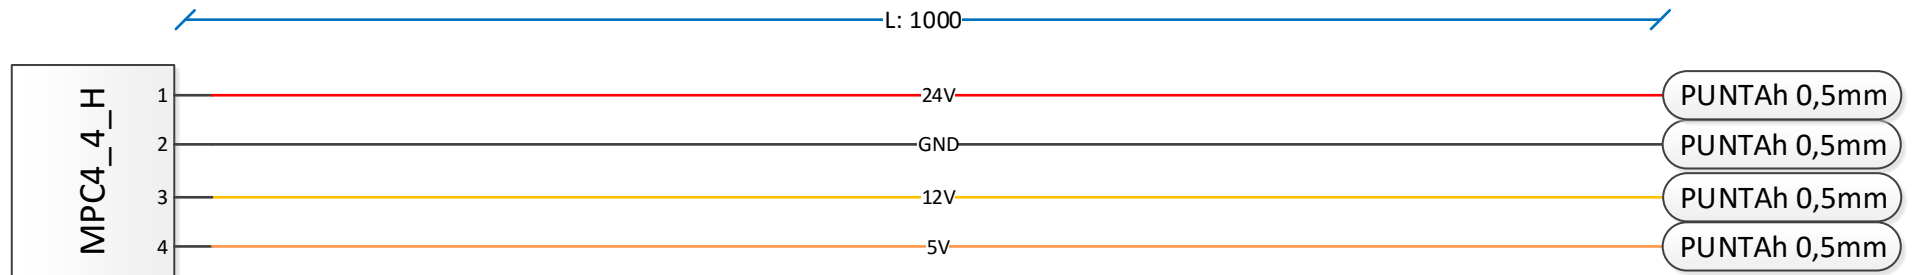 L: 1000
MPC4_4_H
1 24V PUNTAh 0,5mm
2 GND PUNTAh 0,5mm
3 12V PUNTAh 0,5mm
4 5V PUNTAh 0,5mm